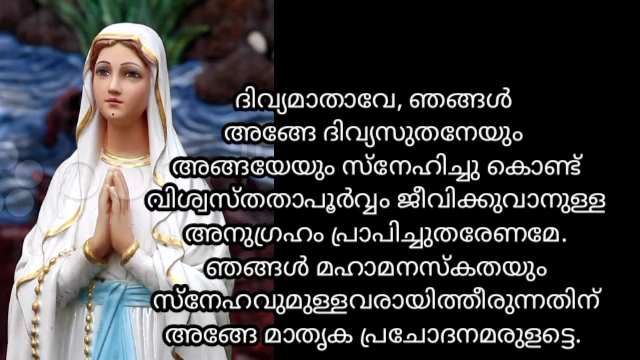 ദിവ്യമാതാവേ, ഞങ്ങൾ
അങ്ങേ ദിവ്യസുതനേയും
അങ്ങയേയും സ്നേഹിച്ചു കൊണ്ട്
വിശ്വസ്തതാപൂർവ്വം ജീവിക്കുവാനുള്ള
അനുഗ്രഹം പ്രാപിച്ചുതരേണമേ.
ഞങ്ങൾ മഹാമനസ്കതയും
സ്നേഹവുമുള്ളവരായിത്തീരുന്നതിന്
അങ്ങേ മാതൃക പ്രചോദനമരുളട്ടെ.